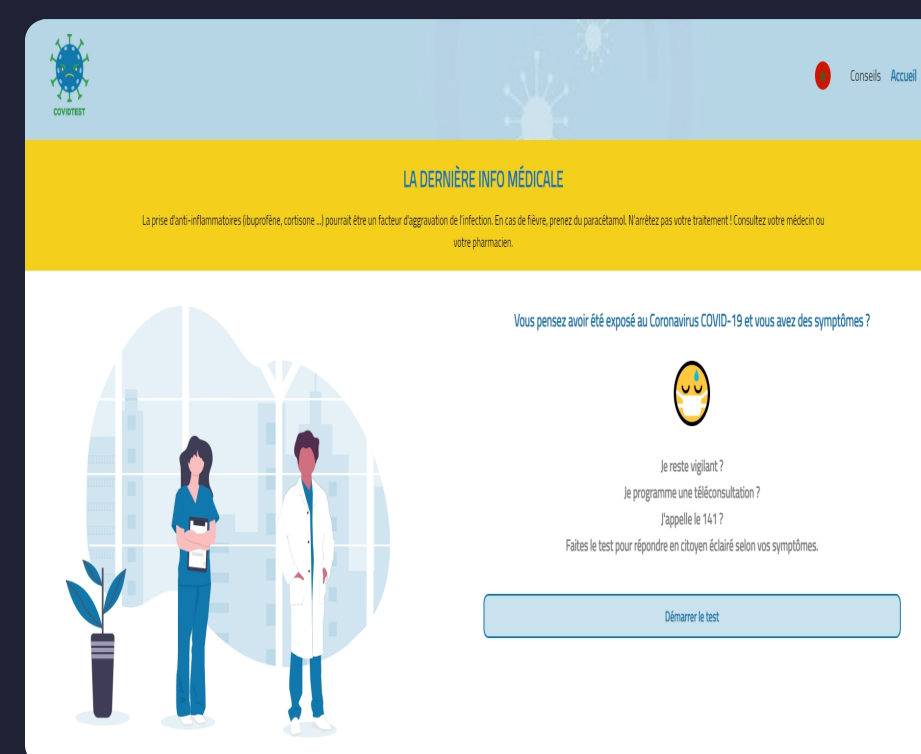 COVIDTEST
Conseils Accueil
LA DERNIÈRE INFO MÉDICALE
La prise d'anti-inflammatoires (ibuprofène, cortisone ...) pourrait être un facteur d'aggravation de l'infection. En cas de fièvre, prenez du paracétamol. N'arrêtez pas votre traitement ! Consultez votre médecin ou
votre pharmacien.
Vous pensez avoir été exposé au Coronavirus COVID-19 et vous avez des symptômes ?
Je reste vigilant ?
Je programme une téléconsultation ?
J'appelle le 141 ?
Faites le test pour répondre en citoyen éclairé selon vos symptômes.
Démarrer le test